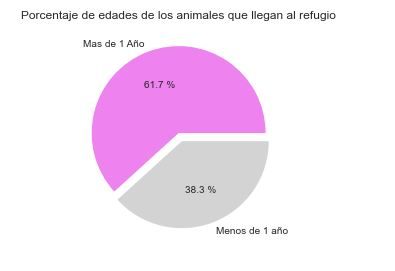 Porcentaje de edades de los animales que llegan al refugio
Mas de 1 Año
61.7 %
38.3 %
Menos de 1 año